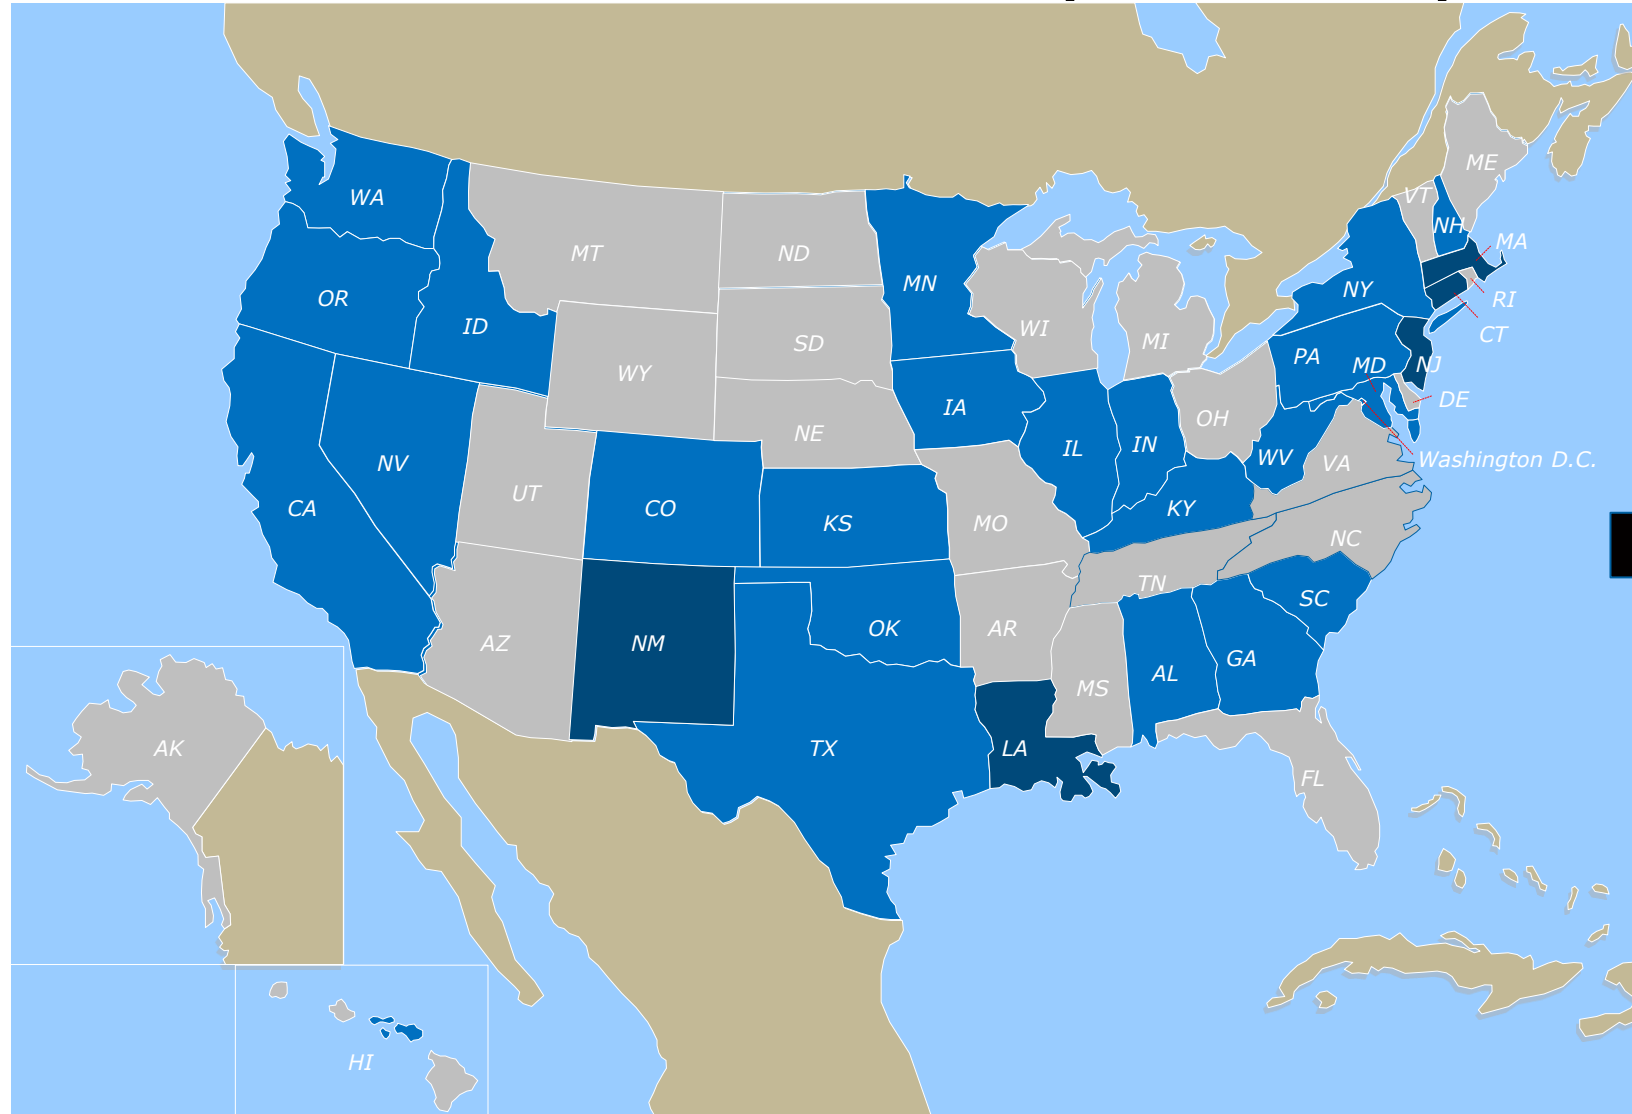 ME
VT
WA
NH
MA
MT
ND
MN
NY
RI
OR
ID
WI
CT
SD
MI
PA
MD
NJ
WY
DE
IA
OH
NE
IN
IL
NV
WV
VA
Washington D.C.
UT
CA
CO
KY
KS
MO
NC
TN
SC
OK
AR
AZ
NM
GA
AL
MS
AK
TX
LA
FL
HI